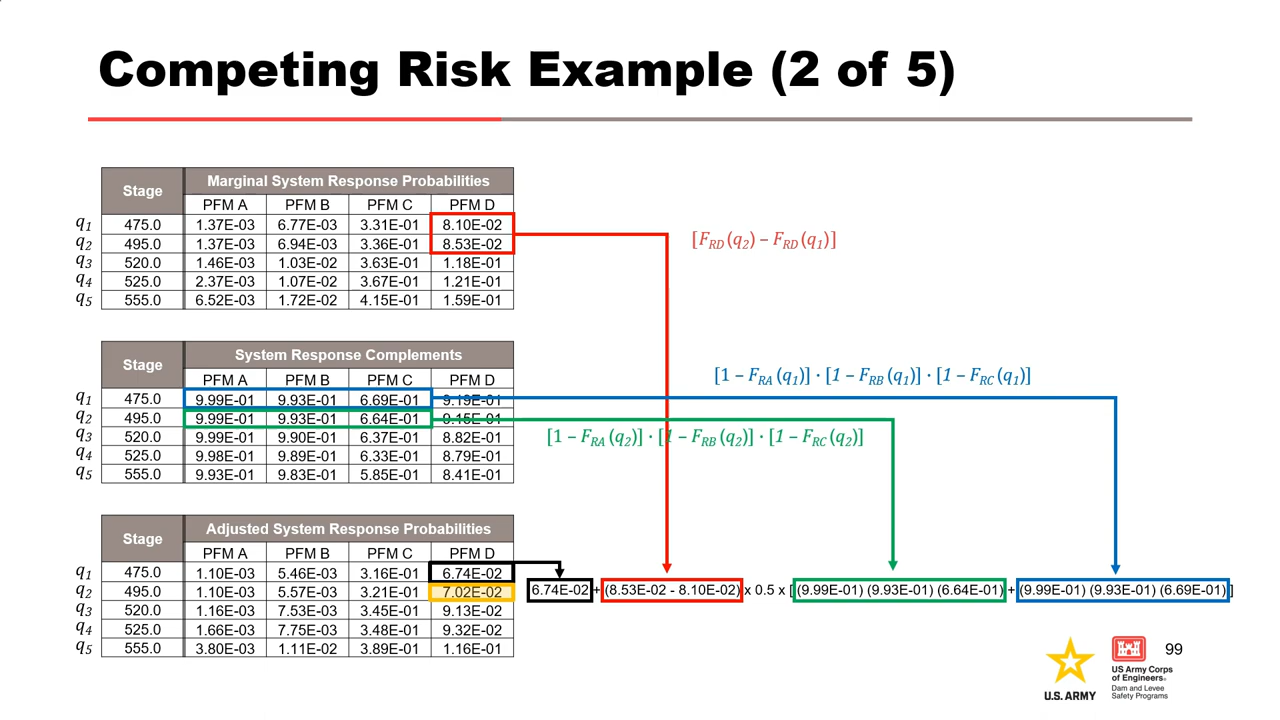 Competing Risk Example (2 of 5)
Stage Marginal System Response Probabilities
PFM A PFM B PFM C PFM D
q1 475.0 1.37E-03 6.77E-03 3.31E-01 8.10E-02
q2 495.0 1.37E-03 6.94E-03 3.36E-01 8.53E-02
q3 520.0 1.46E-03 1.03E-02 3.63E-01 1.18E-01
q4 525.0 2.37E-03 1.07E-02 3.67E-01 1.21E-01
q5 555.0 6.52E-03 1.72E-02 4.15E-01 1.59E-01
[FRD (q2) – FRD (q1)]
Stage System Response Complements
PFM A PFM B PFM C PFM D
q1 475.0 9.99E-01 9.93E-01 6.69E-01 9.19E-01
q2 495.0 9.99E-01 9.93E-01 6.64E-01 9.15E-01
q3 520.0 9.99E-01 9.90E-01 6.37E-01 8.82E-01
q4 525.0 9.98E-01 9.89E-01 6.33E-01 8.79E-01
q5 555.0 9.93E-01 9.83E-01 5.85E-01 8.41E-01
[1 – FRA (q1)] · [1 – FRB (q1)] · [1 – FRC (q1)]
[1 – FRA (q2)] · [1 – FRB (q2)] · [1 – FRC (q2)]
Stage Adjusted System Response Probabilities
PFM A PFM B PFM C PFM D
q1 475.0 1.10E-03 5.46E-03 3.16E-01 6.74E-02
q2 495.0 1.10E-03 5.57E-03 3.21E-01 7.02E-02
q3 520.0 1.16E-03 7.53E-03 3.45E-01 9.13E-02
q4 525.0 1.66E-03 7.75E-03 3.48E-01 9.32E-02
q5 555.0 3.80E-03 1.11E-02 3.89E-01 1.16E-01
6.74E-02 + (8.53E-02 - 8.10E-02) x 0.5 x [(9.99E-01) (9.93E-01) (6.64E-01) + (9.99E-01) (9.93E-01) (6.69E-01)]
99
U.S. ARMY
US Army Corps
of Engineers®
Dam and Levee
Safety Programs